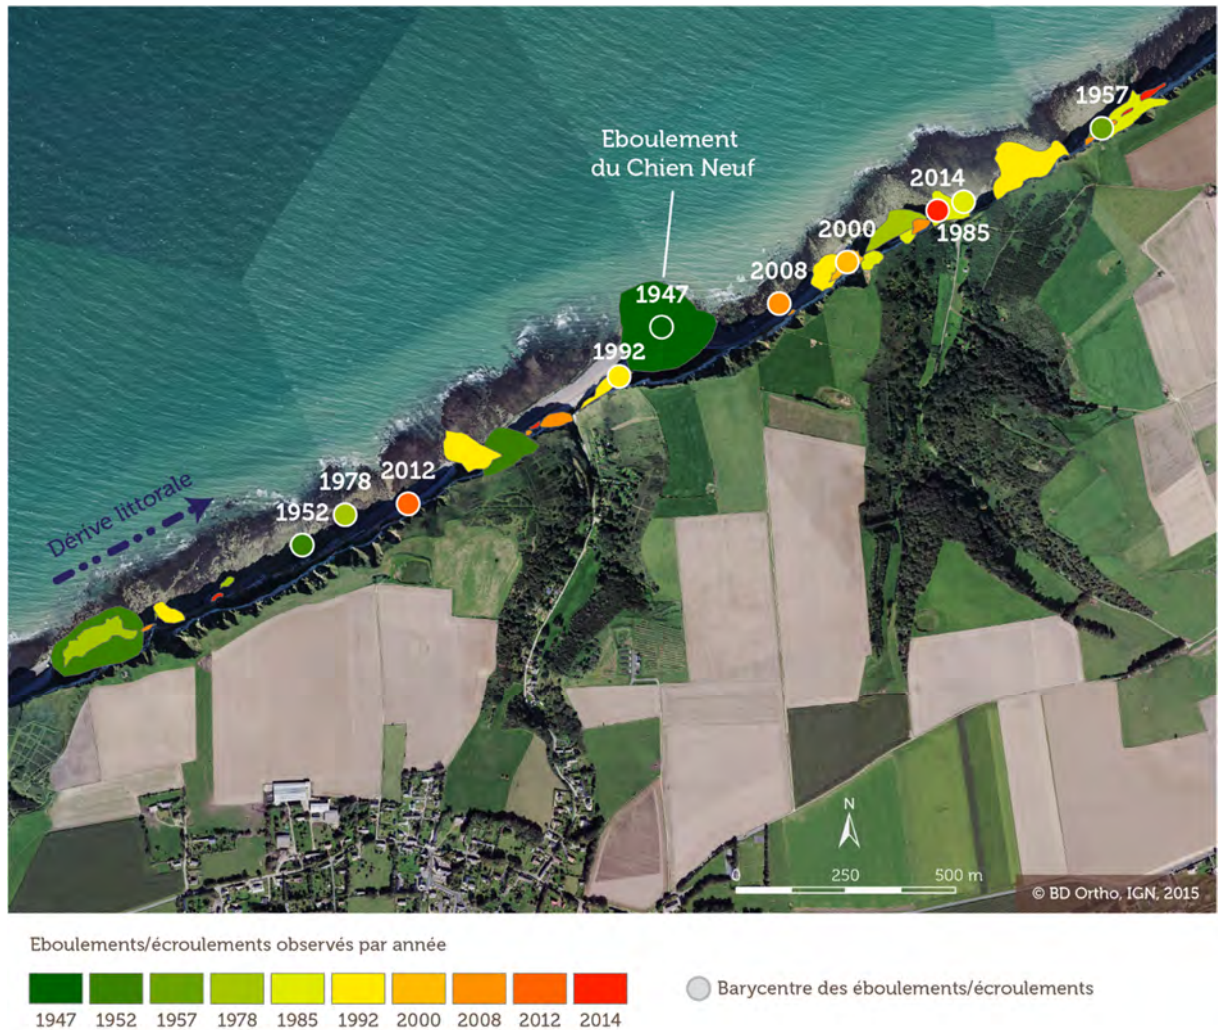 1957
Eboulement
du Chien Neuf
2014
2000
1985
2008
1947
1992
2012
1978
1952
Dérive littorale
N
0 250 500 m
© BD Ortho, IGN, 2015
Eboulements/écroulements observés par année
1947 1952 1957 1978 1985 1992 2000 2008 2012 2014
Barycentre des éboulements/écroulements